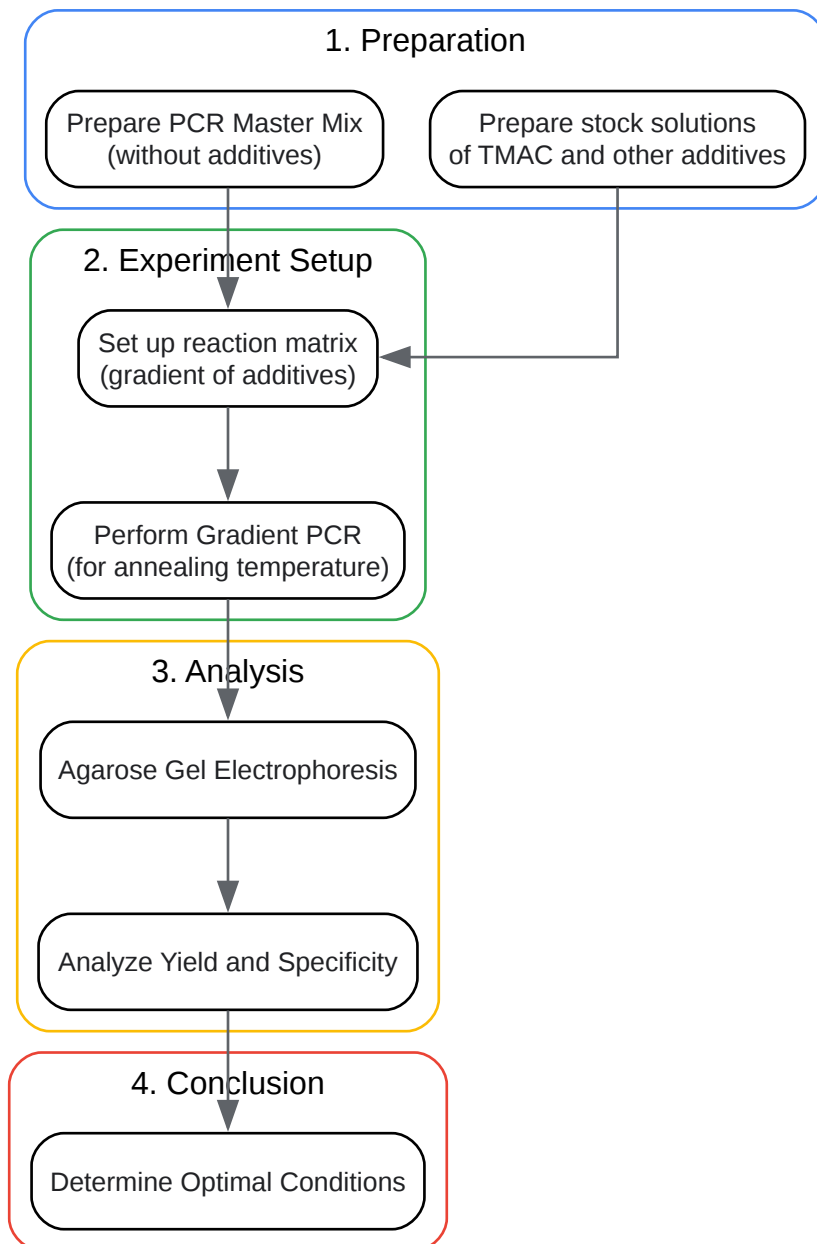 1. Preparation
Prepare PCR Master Mix
(without additives)
Prepare stock solutions
of TMAC and other additives
2. Experiment Setup
Set up reaction matrix
(gradient of additives)
Perform Gradient PCR
(for annealing temperature)
3. Analysis
Agarose Gel Electrophoresis
Analyze Yield and Specificity
4. Conclusion
Determine Optimal Conditions